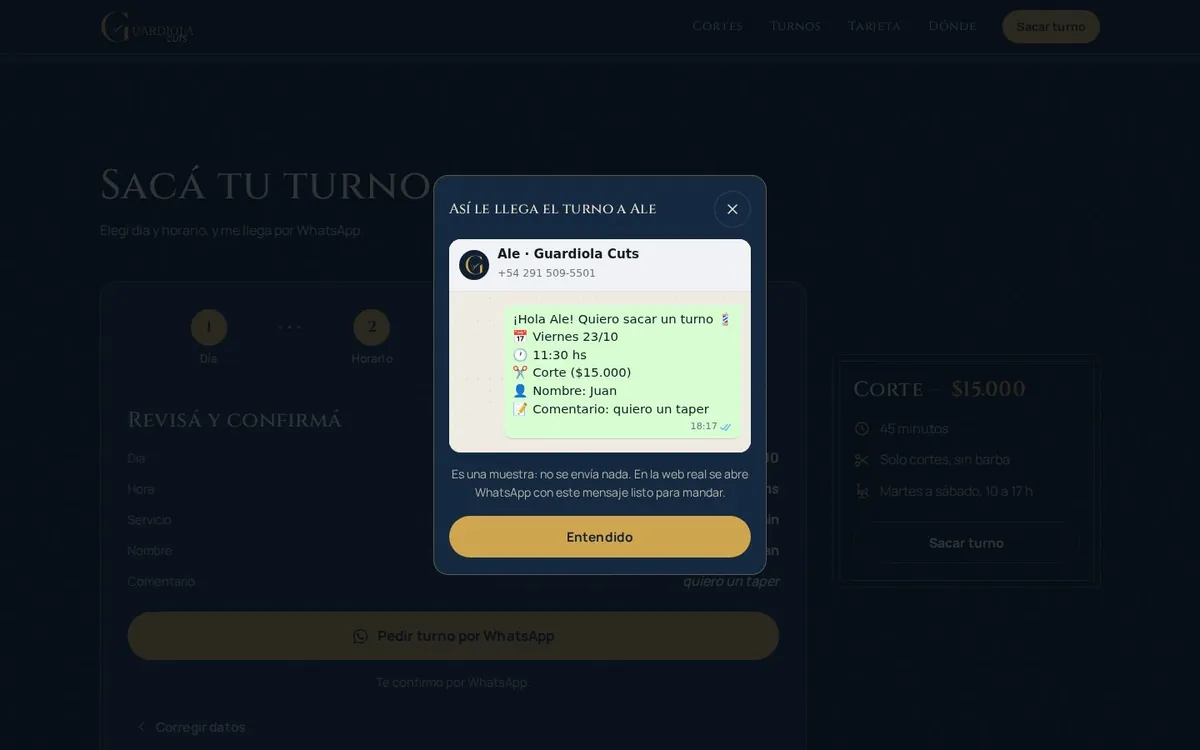 GUARDIOLA CUTS
CORTES TURNOS TARJETA DÓNDE Sacar turno
SACÁ TU TURNO
Elegí día y horario, y me llega por WhatsApp.
1 2
Día Horario
REVISÁ Y CONFIRMÁ
Día
Hora
Servicio
Nombre
Comentario quiero un taper
Pedir turno por WhatsApp
Te confirmo por WhatsApp
Corregir datos
ASÍ LE LLEGA EL TURNO A ALE
Ale · Guardiola Cuts
+54 291 509-5501
¡Hola Ale! Quiero sacar un turno 💈
📅 Viernes 23/10
🕐 11:30 hs
✂️ Corte ($15.000)
👤 Nombre: Juan
📝 Comentario: quiero un taper
18:17
Es una muestra: no se envía nada. En la web real se abre
WhatsApp con este mensaje listo para mandar.
Entendido
CORTE — $15.000
45 minutos
Solo cortes, sin barba
Martes a sábado, 10 a 17 h
Sacar turno